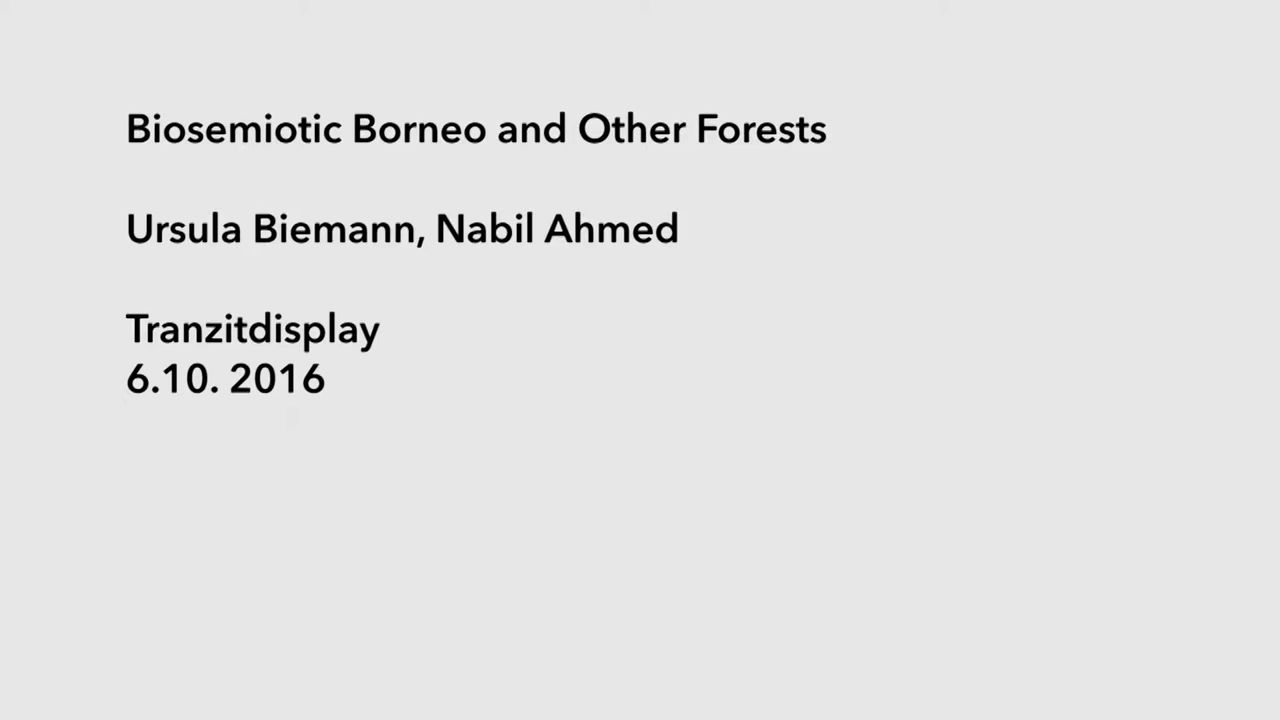 Biosemiotic Borneo and Other Forests
Ursula Biemann, Nabil Ahmed
Tranzitdisplay
6.10. 2016